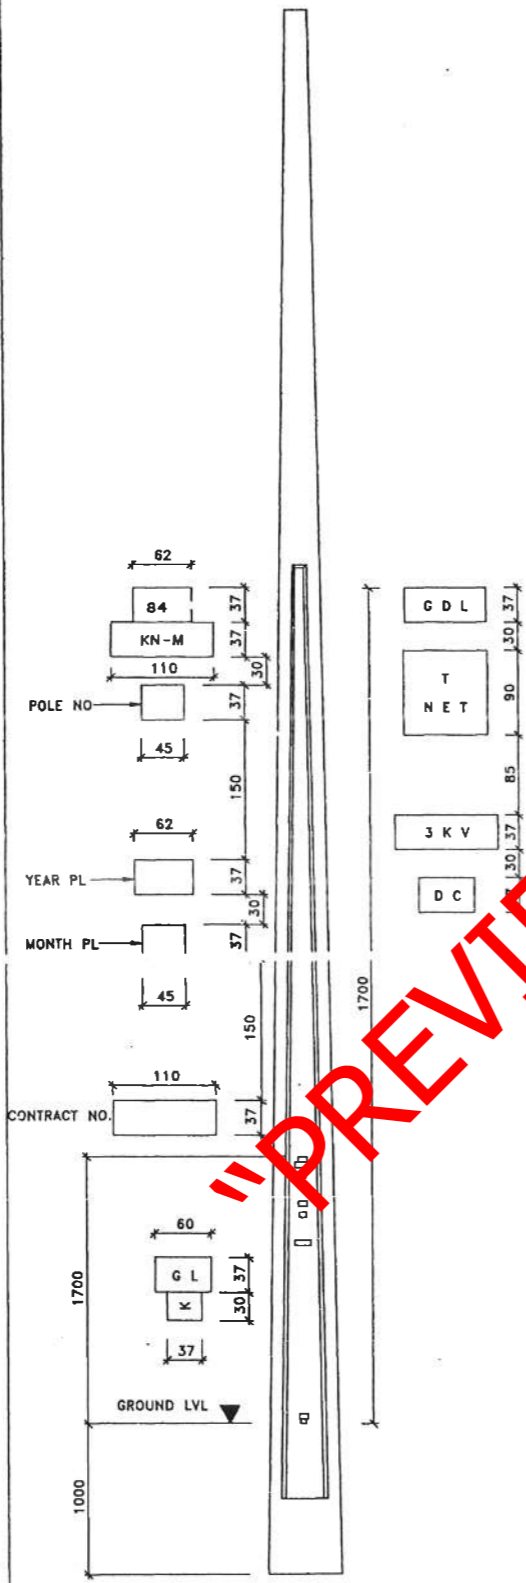 62
84
37
KN-M
37
110
30
POLE NO
37
45
150
62
YEAR PL
37
30
MONTH PL
37
45
150
110
CONTRACT NO.
37
60
G L
37
K
30
37
GROUND LVL
1700
1000
1700
G D L
37
30
T
N E T
90
85
3 K V
37
30
D C
"PREVI